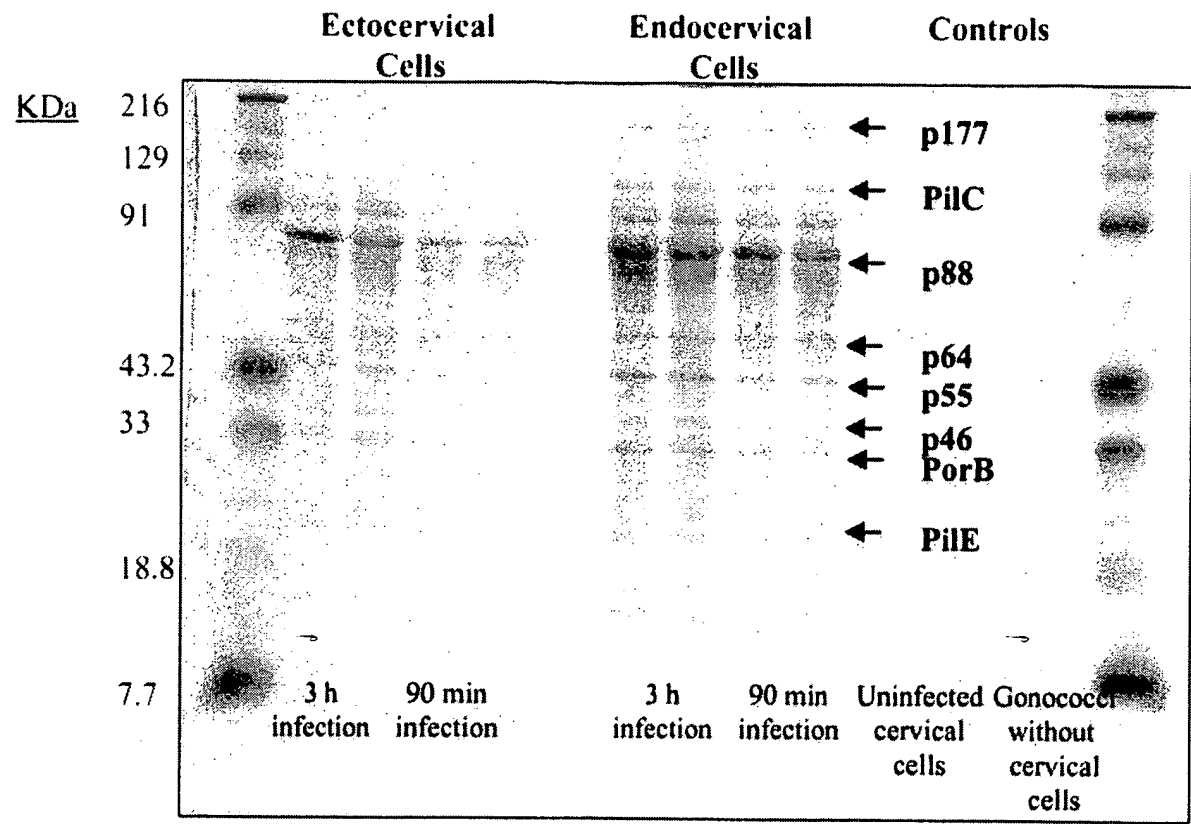 Ectocervical Cells
Endocervical Cells
Controls
KDa
216
129
91
43.2
33
18.8
7.7
p177
PilC
p88
p64
p55
p46
PorB
PilE
3 h infection
90 min infection
3 h infection
90 min infection
Uninfected cervical cells
Gonococci without cervical cells